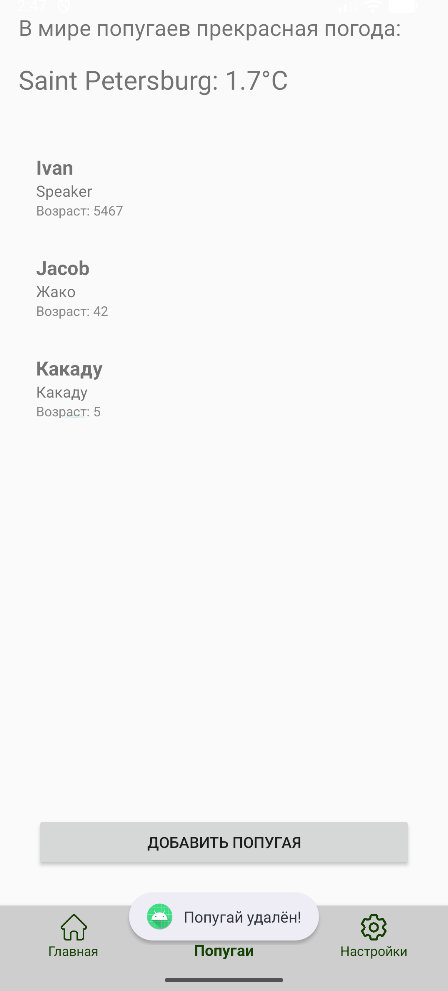 В мире попугаев прекрасная погода:
Saint Petersburg: 1.7°C
Ivan
Speaker
Возраст: 5467
Jacob
Жако
Возраст: 42
Какаду
Какаду
Возраст: 5
ДОБАВИТЬ ПОПУГАЯ
Попугай удалён!
Главная
Попугаи
Настройки